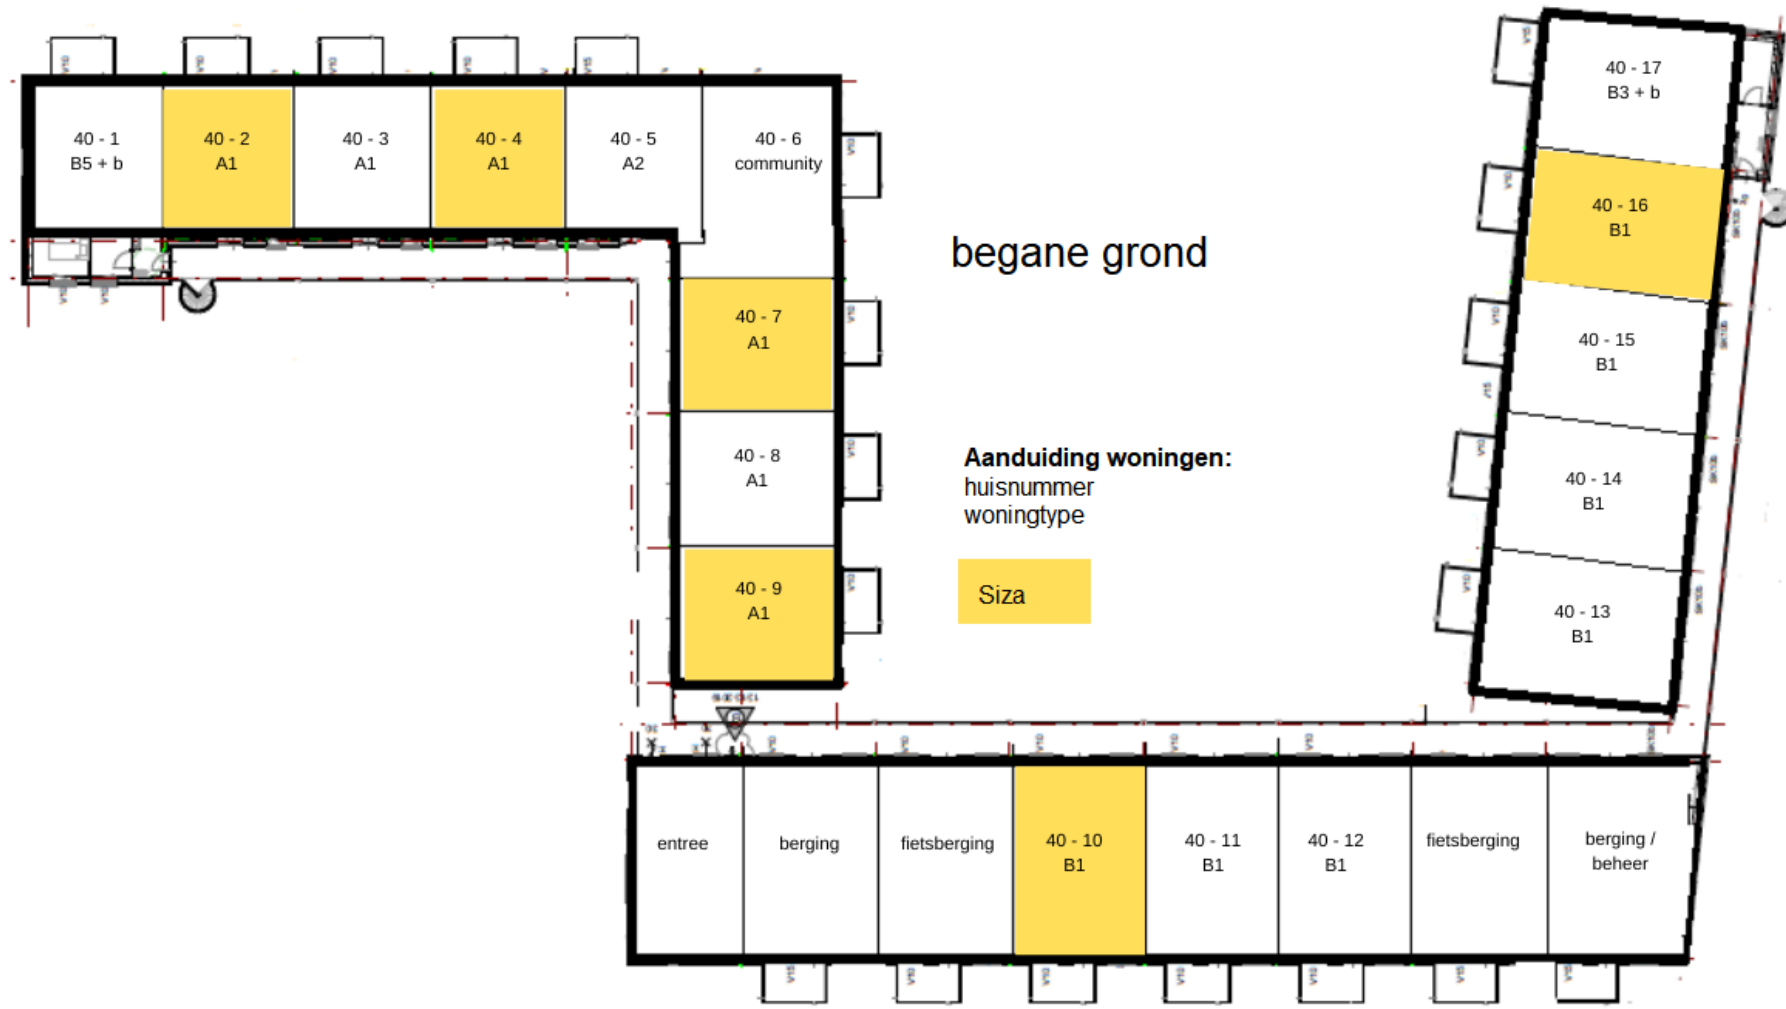 40 - 1
B5 + b
40 - 2
A1
40 - 3
A1
40 - 4
A1
40 - 5
A2
40 - 6
community
40 - 7
A1
40 - 8
A1
40 - 9
A1
begane grond
Aanduiding woningen:
huisnummer
woningtype
Siza
40 - 17
B3 + b
40 - 16
B1
40 - 15
B1
40 - 14
B1
40 - 13
B1
entree
berging
fietsberging
40 - 10
B1
40 - 11
B1
40 - 12
B1
fietsberging
berging /
beheer